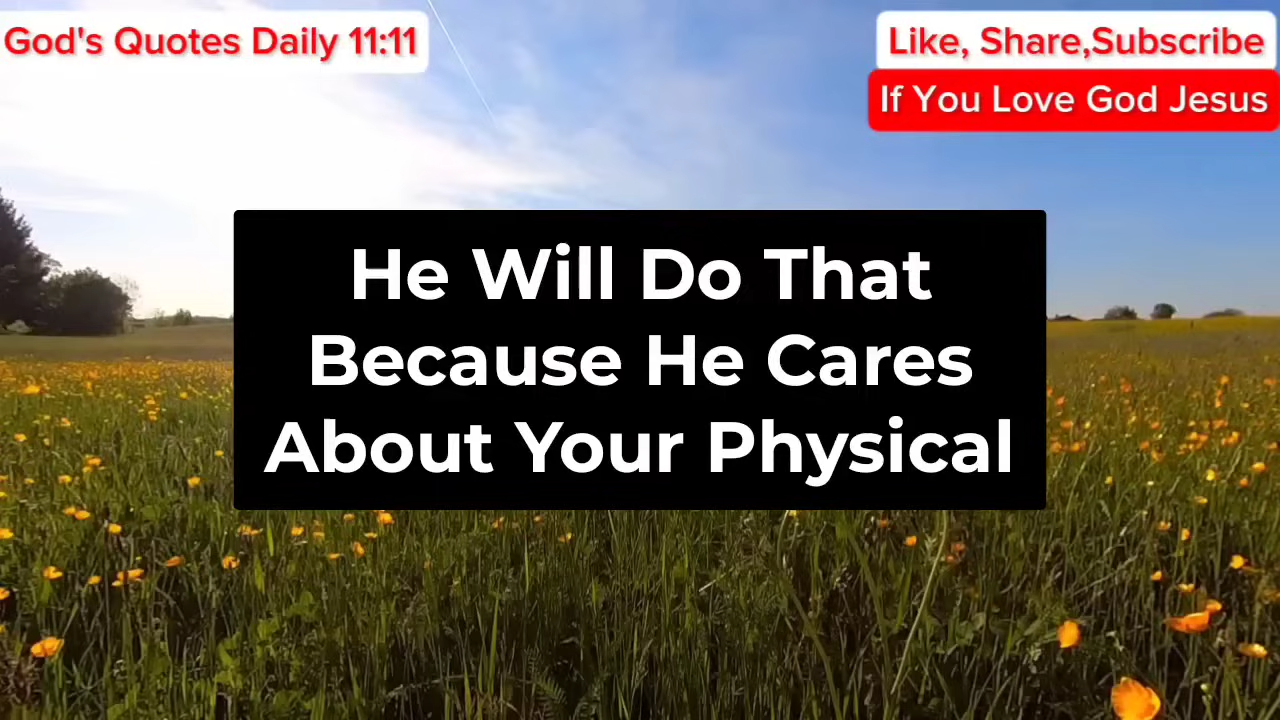 God's Quotes Daily 11:11
Like, Share,Subscribe
If You Love God Jesus
He Will Do That
Because He Cares
About Your Physical